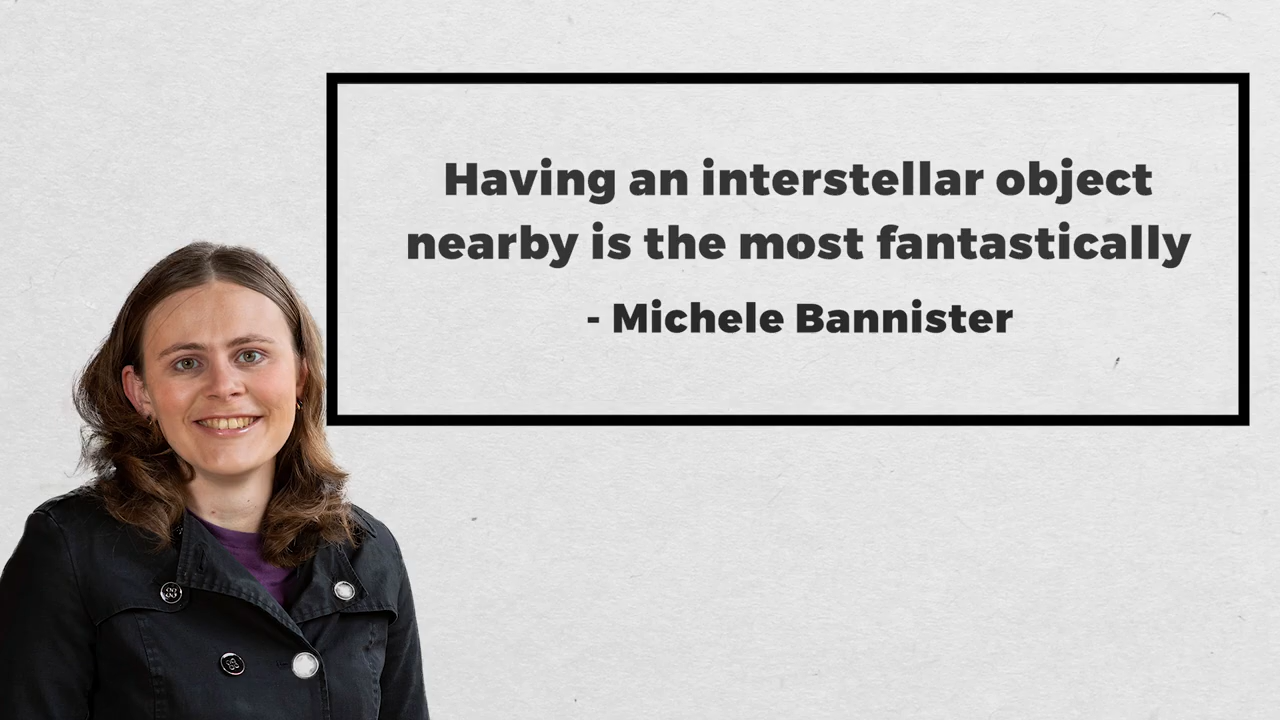 Having an interstellar object
nearby is the most fantastically
- Michele Bannister